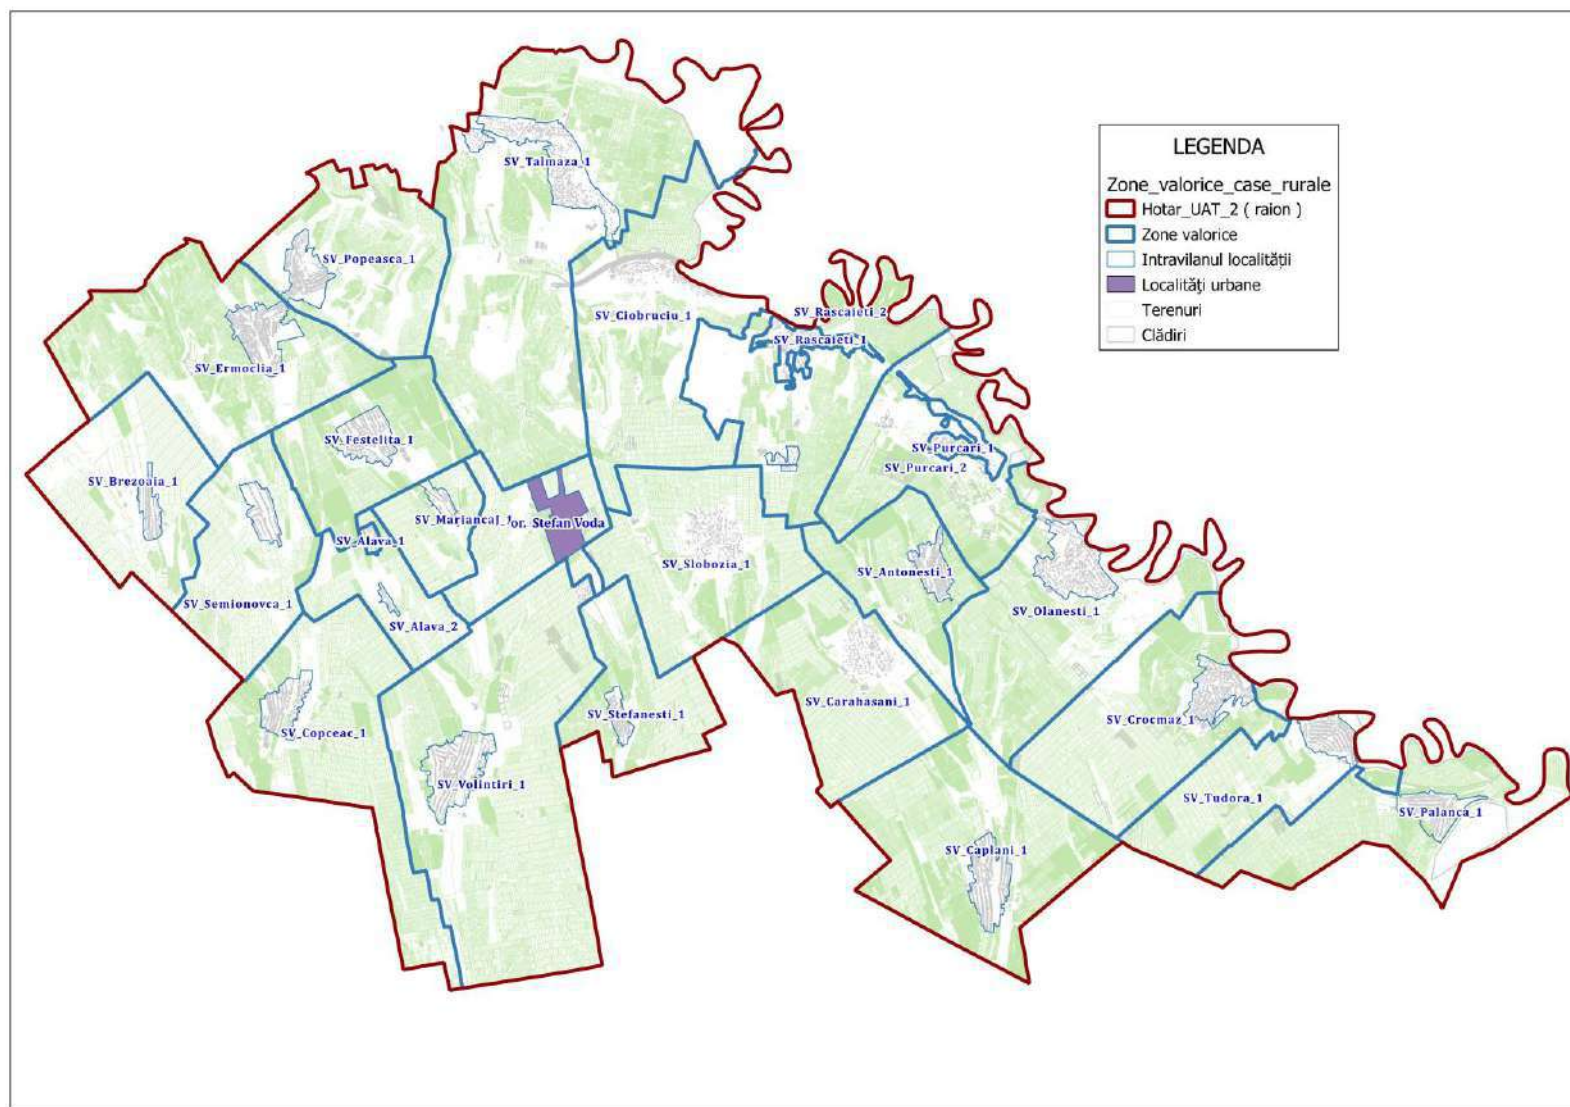 LEGENDA
Zone_valorice_case_rurale
Hotar_UAT_2 ( raion )
Zone valorice
Intravilanul localității
Localități urbane
Terenuri
Clădiri
SV_Talmaza_1
SV_Popeasca_1
SV_Ciobruciu_1
SV_Rascaieti_2
SV_Rascaieti_1
SV_Ermoclia_1
SV_Festelita_1
SV_Purcari_1
SV_Purcari_2
SV_Brezoaia_1
SV_Mariancal_1
or. Stefan Voda
SV_Alava_1
SV_Slobozia_1
SV_Antonesti_1
SV_Semionovca_1
SV_Olanesti_1
SV_Alava_2
SV_Carahasani_1
SV_Stefanesti_1
SV_Crocmaz_1
SV_Copceac_1
SV_Volintiri_1
SV_Tudora_1
SV_Palanca_1
SV_Caplani_1